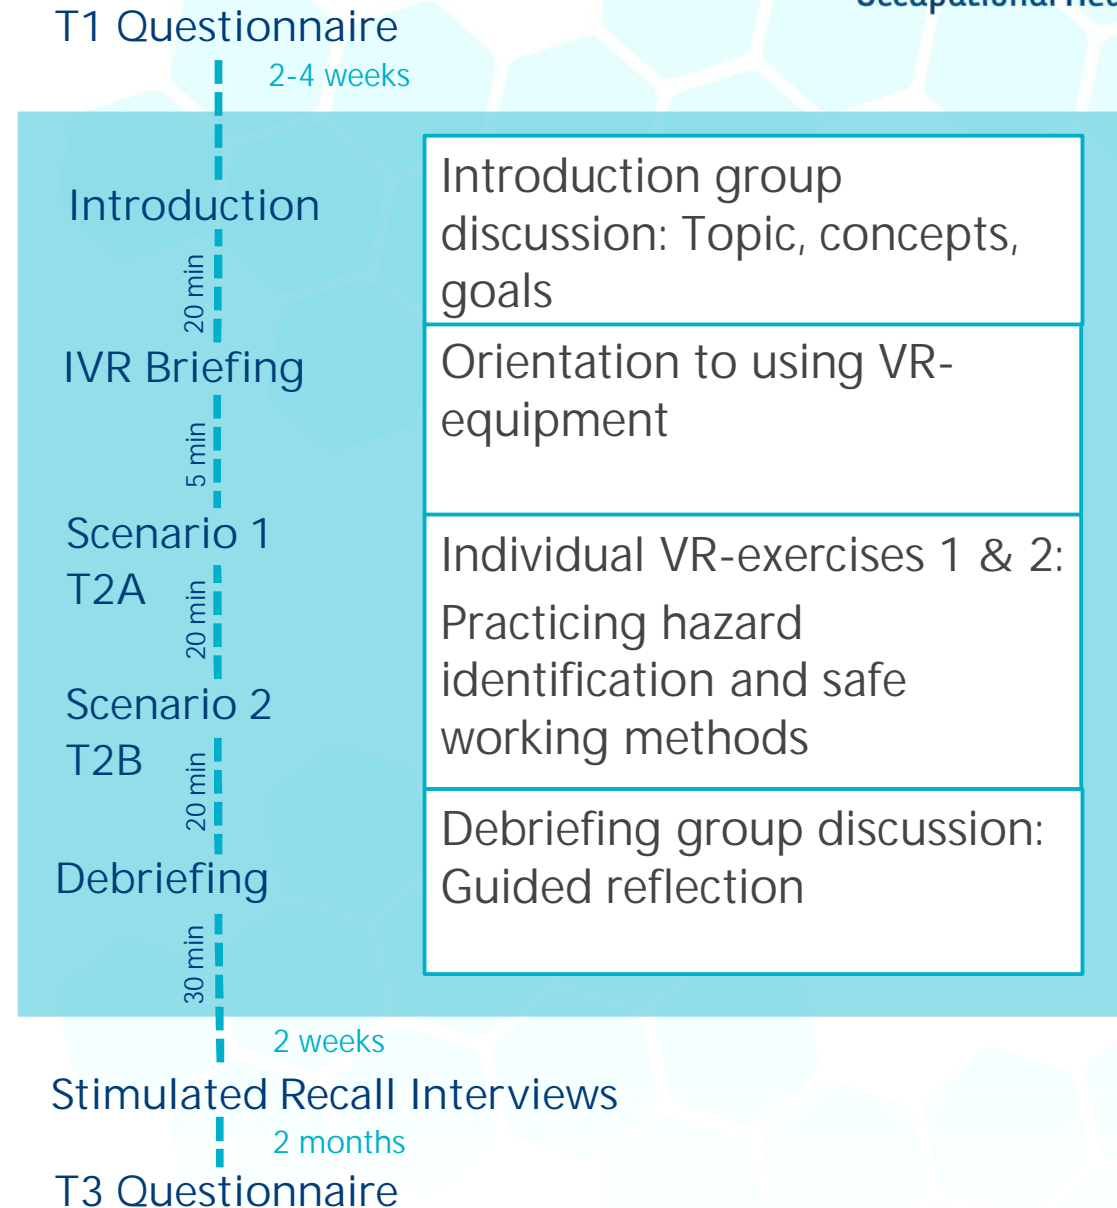 T1 Questionnaire
2-4 weeks
Introduction
20 min
IVR Briefing
5 min
Scenario 1
T2A
20 min
Scenario 2
T2B
20 min
Debriefing
30 min
Introduction group
discussion: Topic, concepts,
goals
Orientation to using VR-
equipment
Individual VR-exercises 1 & 2:
Practicing hazard
identification and safe
working methods
Debriefing group discussion:
Guided reflection
2 weeks
Stimulated Recall Interviews
2 months
T3 Questionnaire